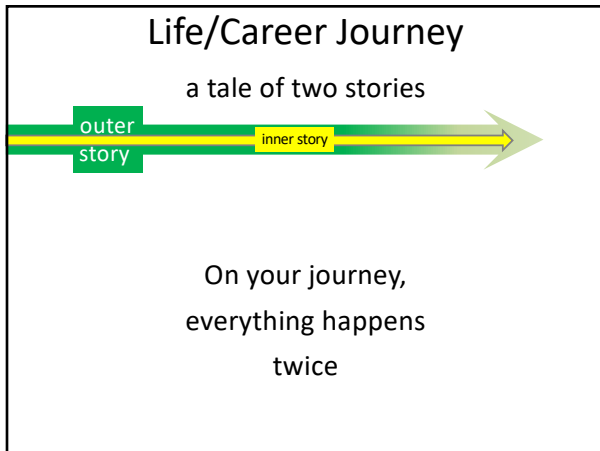 Life/Career Journey
a tale of two stories
outer
story
inner story
On your journey,
everything happens
twice